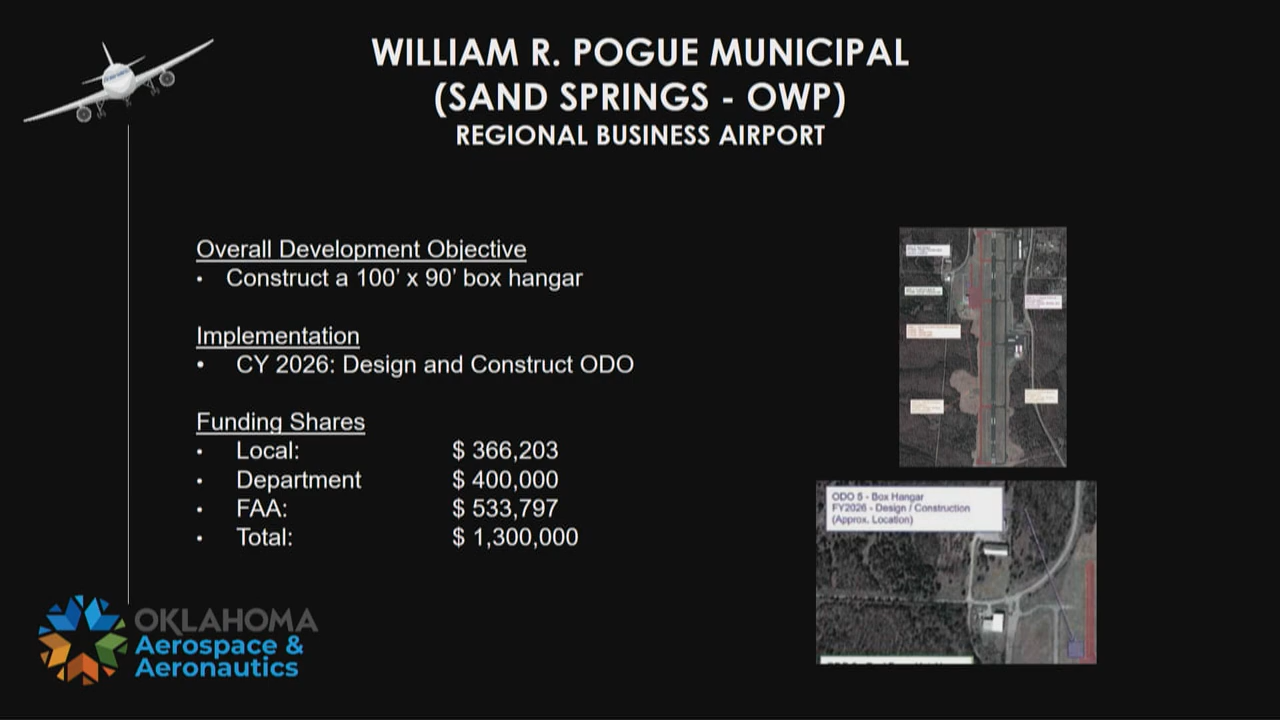 WILLIAM R. POGUE MUNICIPAL
(SAND SPRINGS - OWP)
REGIONAL BUSINESS AIRPORT
Overall Development Objective
• Construct a 100’ x 90’ box hangar
Implementation
• CY 2026: Design and Construct ODO
Funding Shares
• Local: $ 366,203
• Department $ 400,000
• FAA: $ 533,797
• Total: $ 1,300,000
ODO 5 - Box Hangar
FY2026 - Design / Construction
(Approx. Location)
OKLAHOMA
Aerospace &
Aeronautics